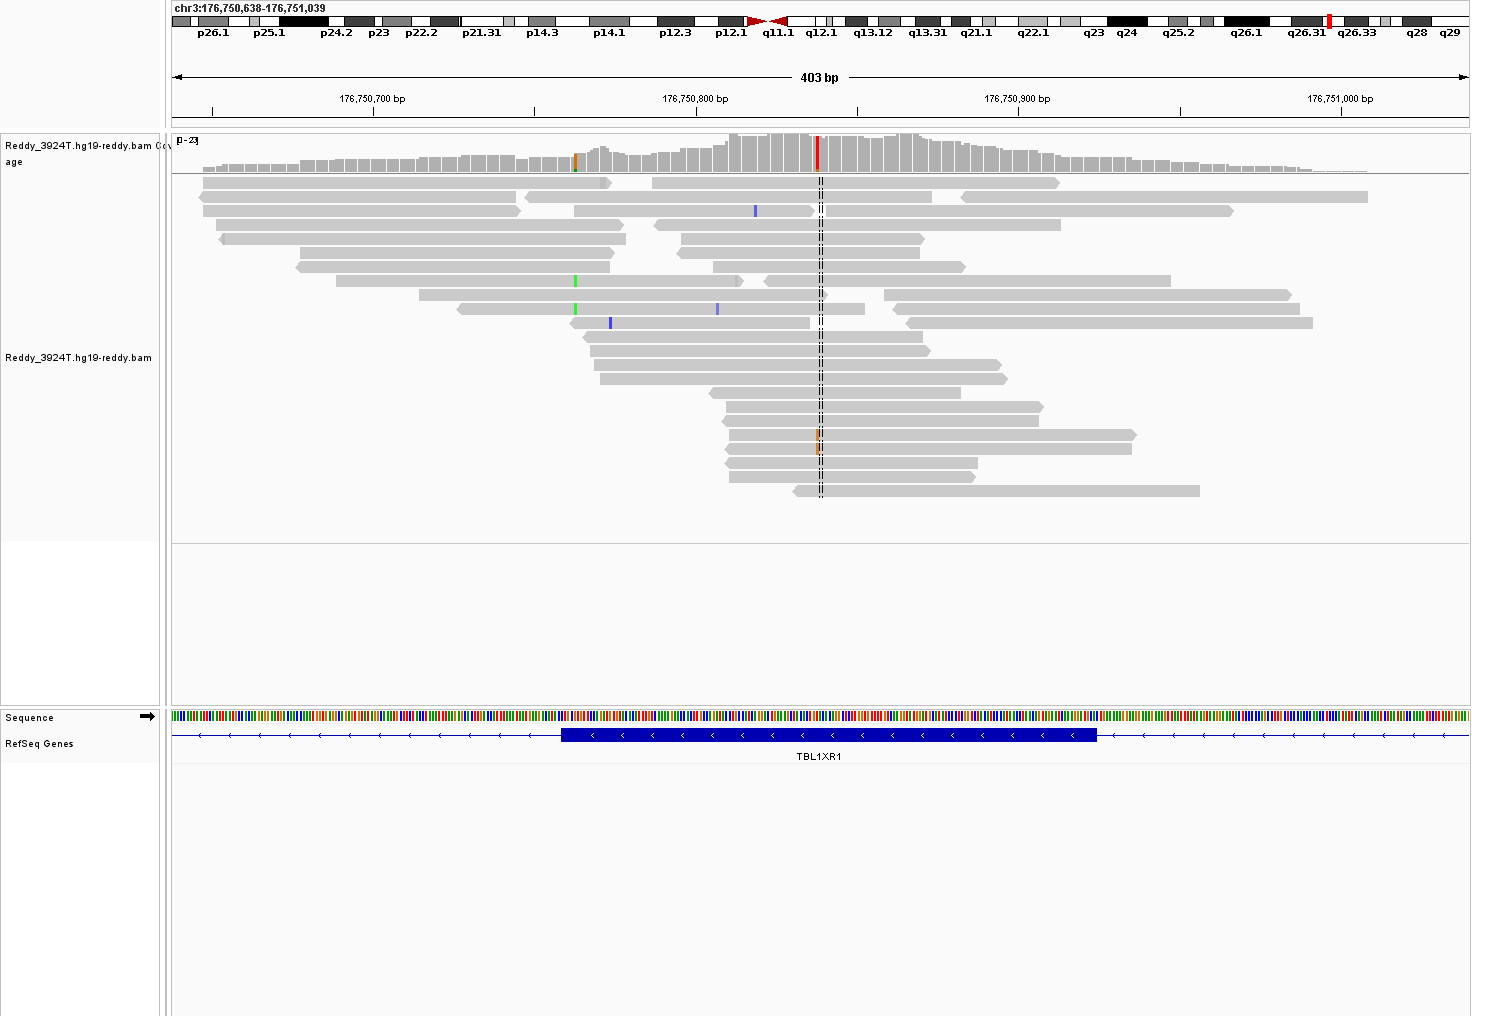 chr3:176,750,638-176,751,039
p26.1 p25.1 p24.2 p23 p22.2 p21.31 p14.3 p14.1 p12.3 p12.1 q11.1 q12.1 q13.12 q13.31 q21.1 q22.1 q23 q24 q25.2 q26.1 q26.31 q26.33 q28 q29
403 bp
176,750,700 bp 176,750,800 bp 176,750,900 bp 176,751,000 bp
Reddy_3924T.hg19-reddy.bam Cov
age
[0-23]
Reddy_3924T.hg19-reddy.bam
Sequence
RefSeq Genes
TBL1XR1